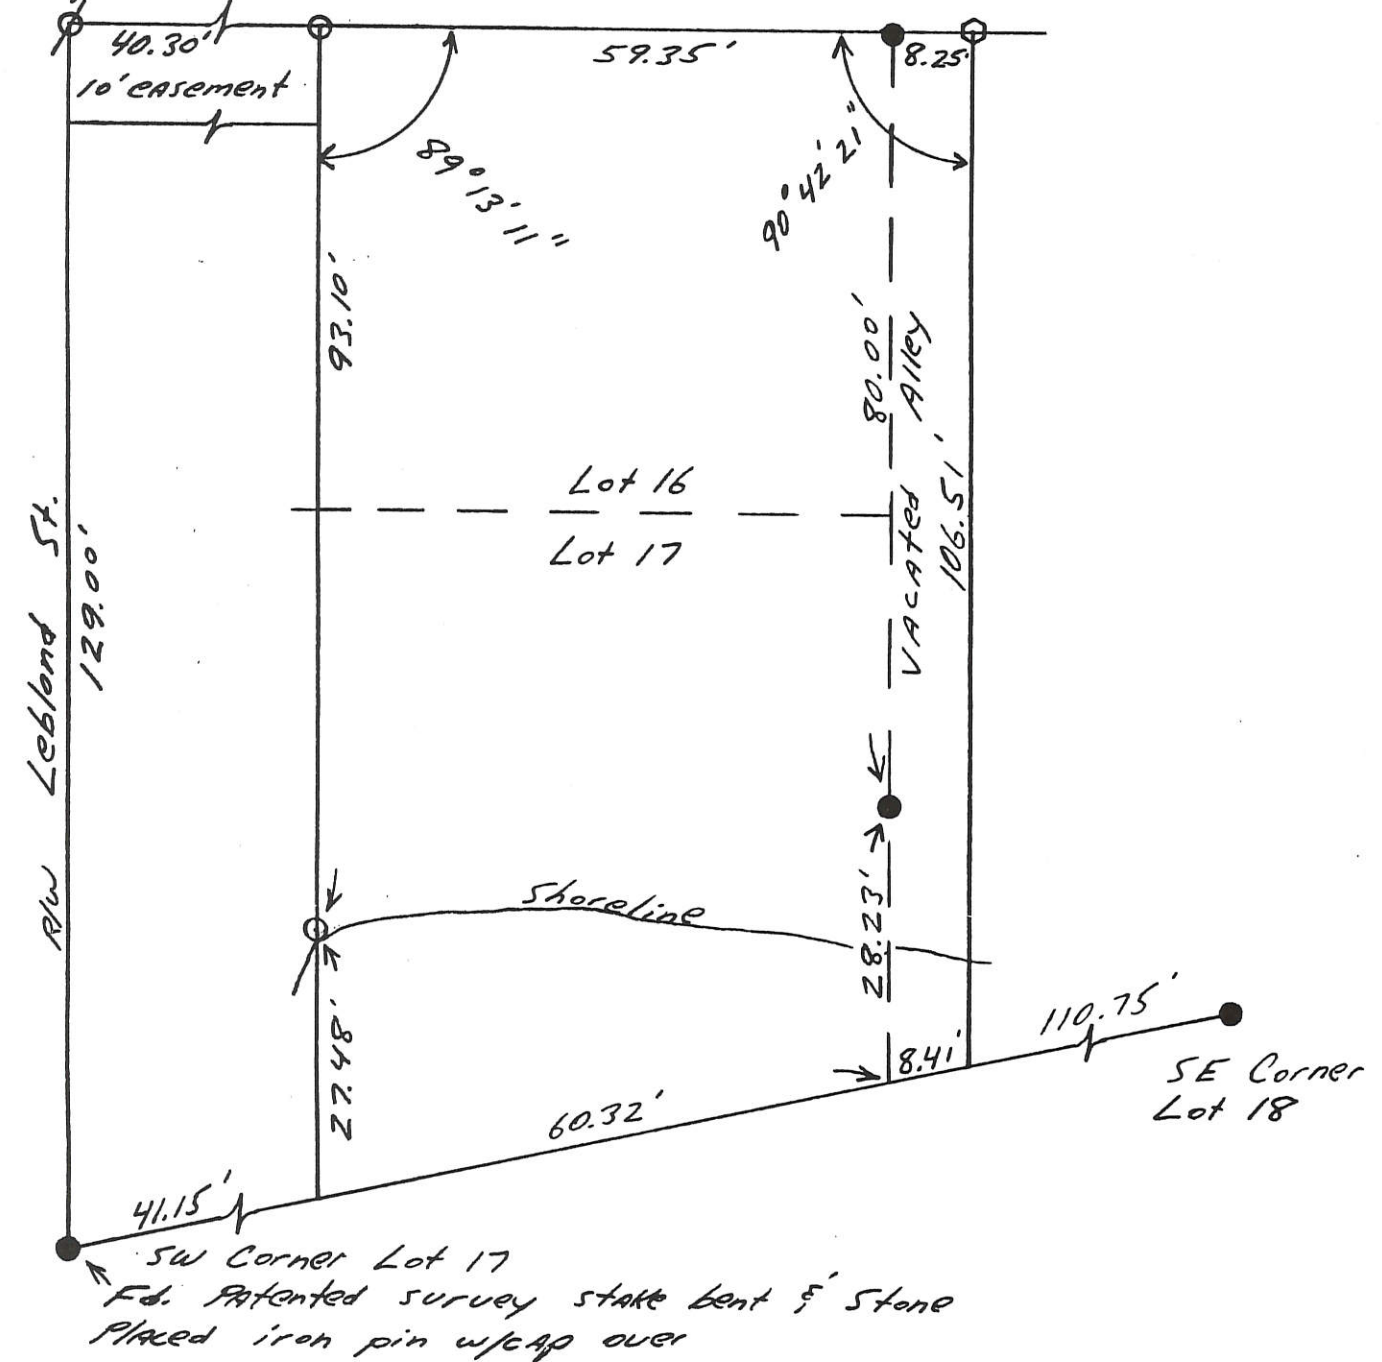 40.30'
59.35'
8.25'
10' easement
89°13'11"
90°42'21"
93.10'
80.00'
Vacated Alley
106.51'
Lot 16
Lot 17
R/W Leblond St.
129.00'
Shoreline
28.23'
27.48'
8.41'
110.75'
60.32'
SE Corner
Lot 18
41.15'
SW Corner Lot 17
Fd. Patented survey stake bent & Stone
Placed iron pin w/cap over